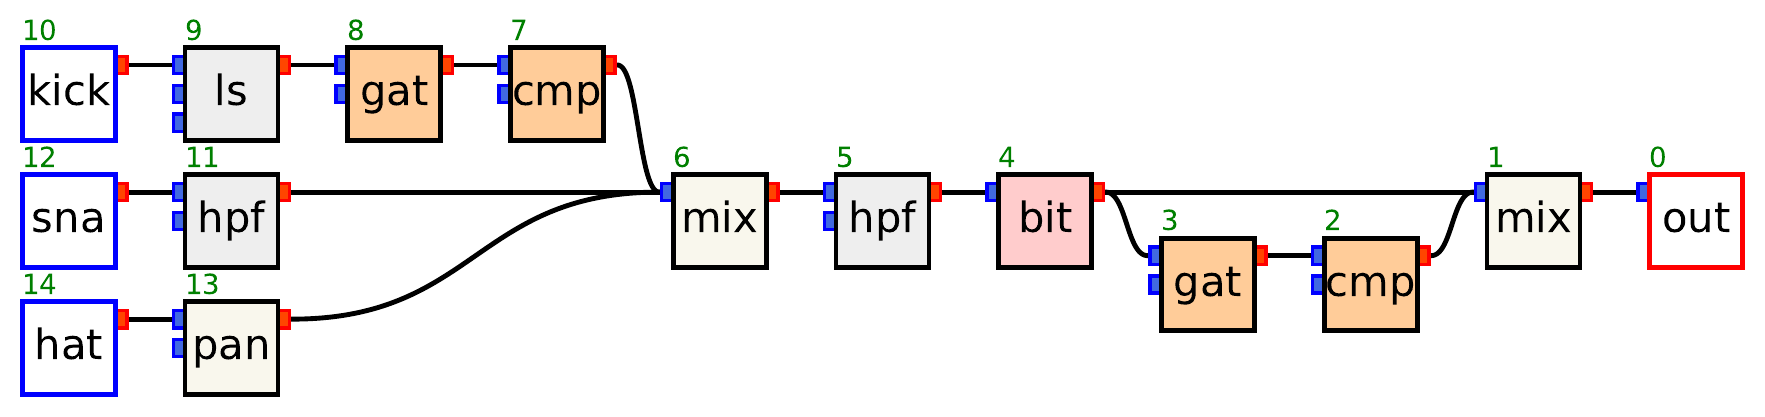 10 9 8 7
kick ls gat cmp
12 11 6 5 4 1 0
sna hpf mix hpf bit mix out
3 2
gat cmp
14 13
hat pan